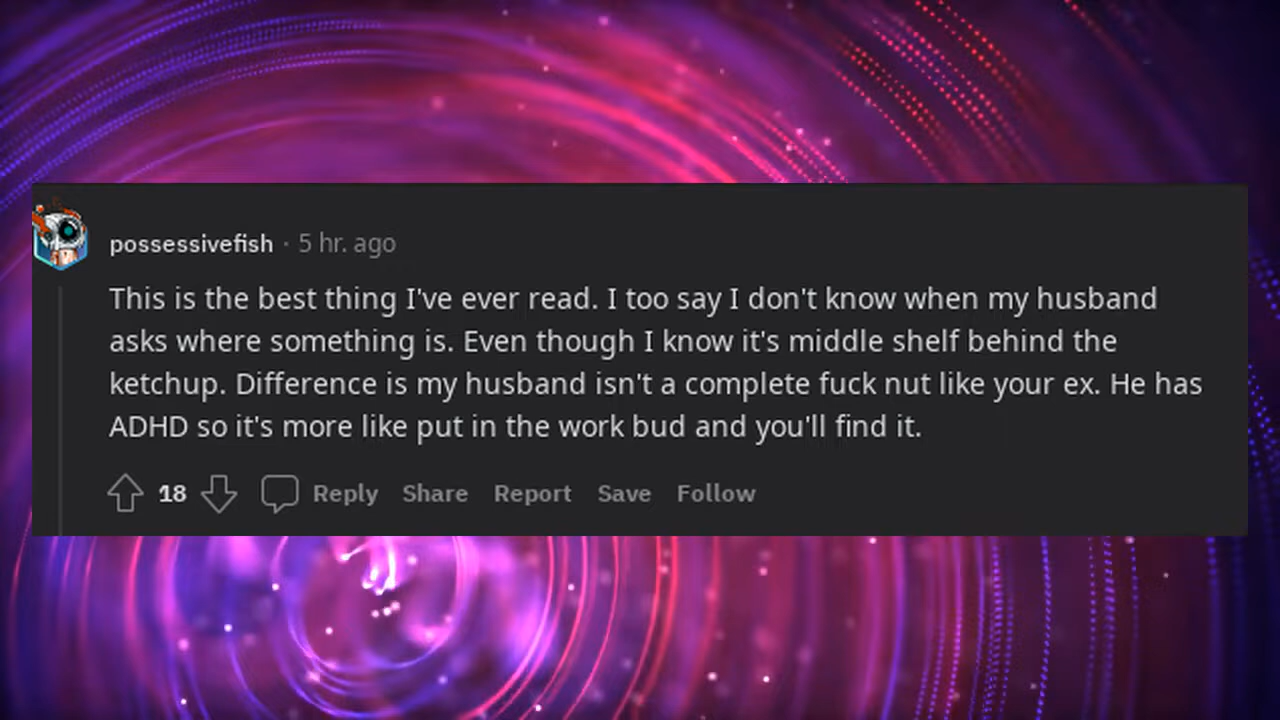 possessivefish · 5 hr. ago
This is the best thing I've ever read. I too say I don't know when my husband
asks where something is. Even though I know it's middle shelf behind the
ketchup. Difference is my husband isn't a complete fuck nut like your ex. He has
ADHD so it's more like put in the work bud and you'll find it.
18 Reply Share Report Save Follow